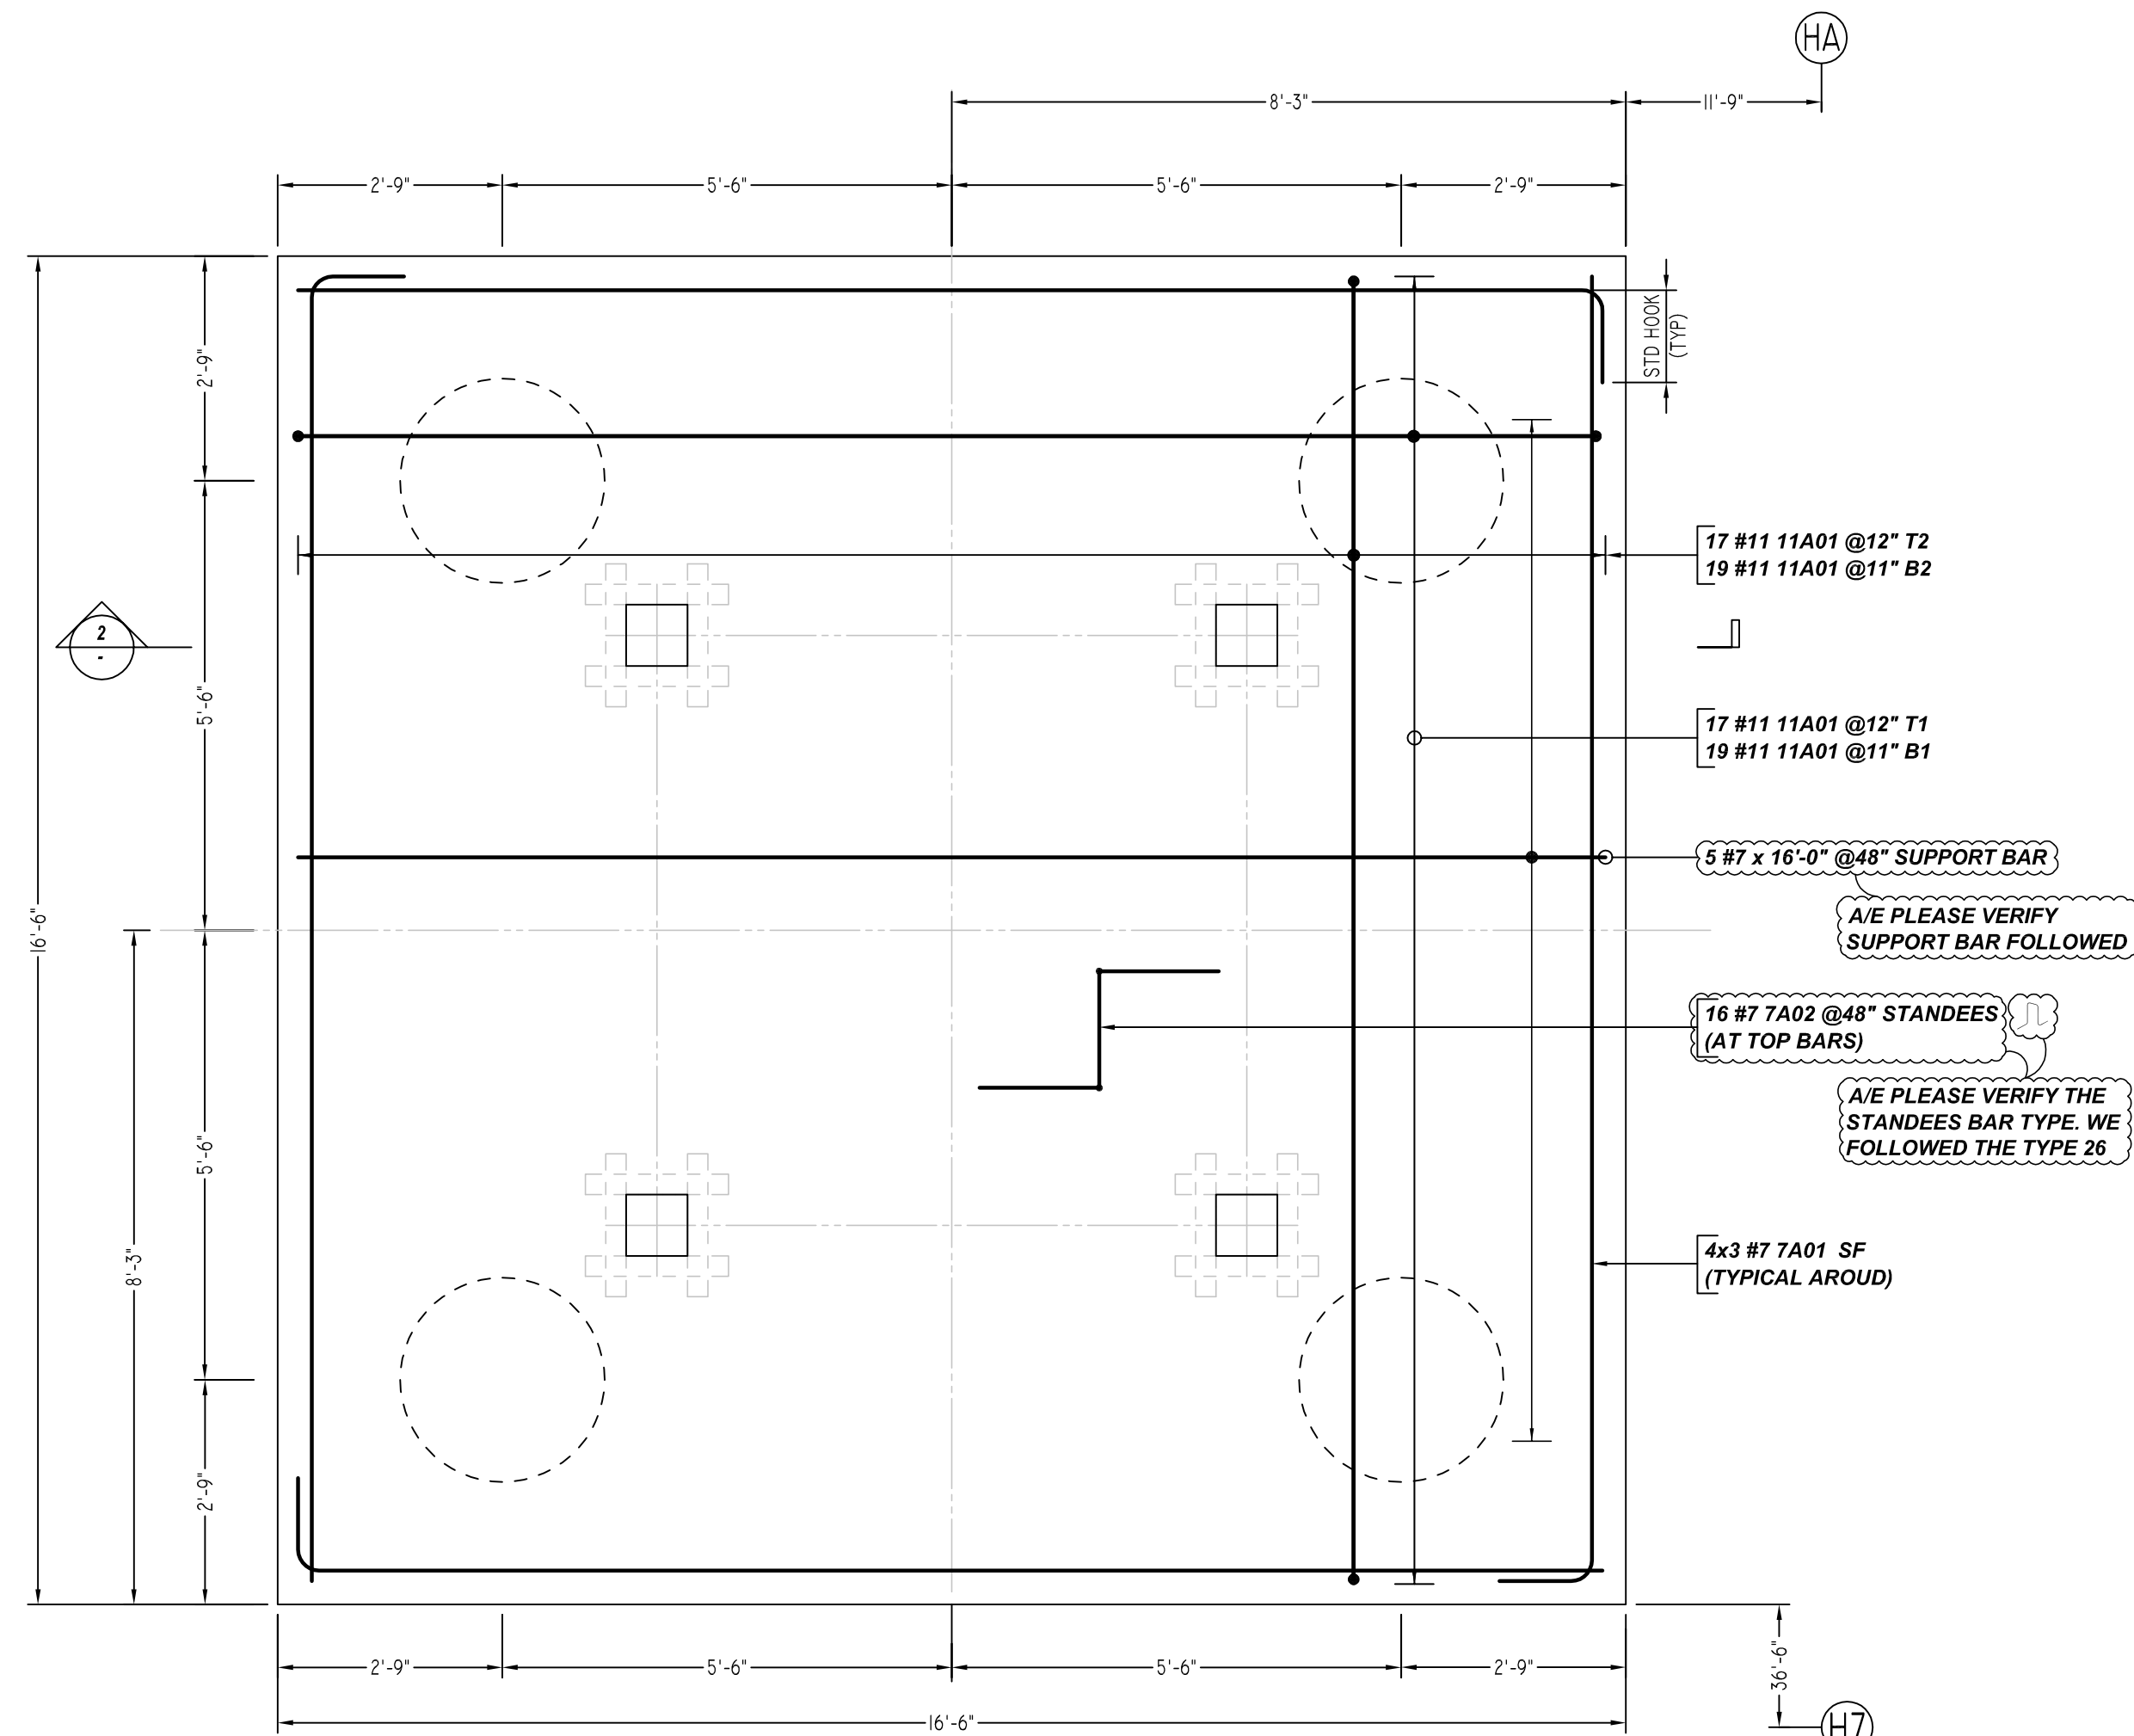 HA
8'-3"
11'-9"
2'-9"
5'-6"
5'-6"
2'-9"
STD HOOK
(TYP)
2'-9"
17 #11 11A01 @12" T2
19 #11 11A01 @11" B2
2
-
5'-6"
17 #11 11A01 @12" T1
19 #11 11A01 @11" B1
5 #7 x 16'-0" @48" SUPPORT BAR
A/E PLEASE VERIFY
SUPPORT BAR FOLLOWED
16'-6"
16 #7 7A02 @48" STANDEES
(AT TOP BARS)
A/E PLEASE VERIFY THE
STANDEES BAR TYPE. WE
FOLLOWED THE TYPE 26
5'-6"
8'-3"
4x3 #7 7A01 SF
(TYPICAL AROUD)
2'-9"
2'-9"
5'-6"
5'-6"
2'-9"
36'-6"
16'-6"
H7